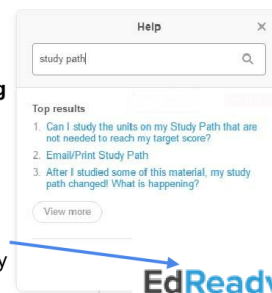 Help
study path
g
Top results
1. Can I study the units on my Study Path that are
not needed to reach my target score?
2. Email/Print Study Path
3. After I studied some of this material, my study
path changed! What is happening?
View more
y
EdReady